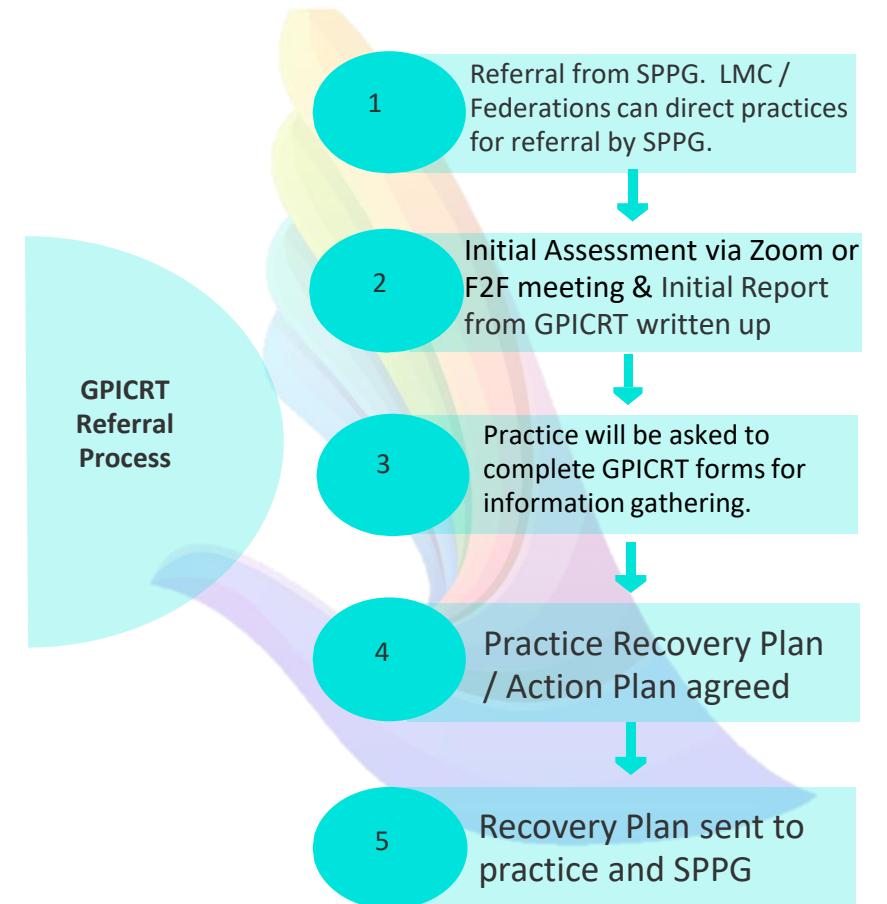 GPICRT
Referral
Process
1
Referral from SPPG.  LMC /
Federations can direct practices
for referral by SPPG.
2
Initial Assessment via Zoom or
F2F meeting & Initial Report
from GPICRT written up
3
Practice will be asked to
complete GPICRT forms for
information gathering.
4
Practice Recovery Plan
/ Action Plan agreed
5
Recovery Plan sent to
practice and SPPG